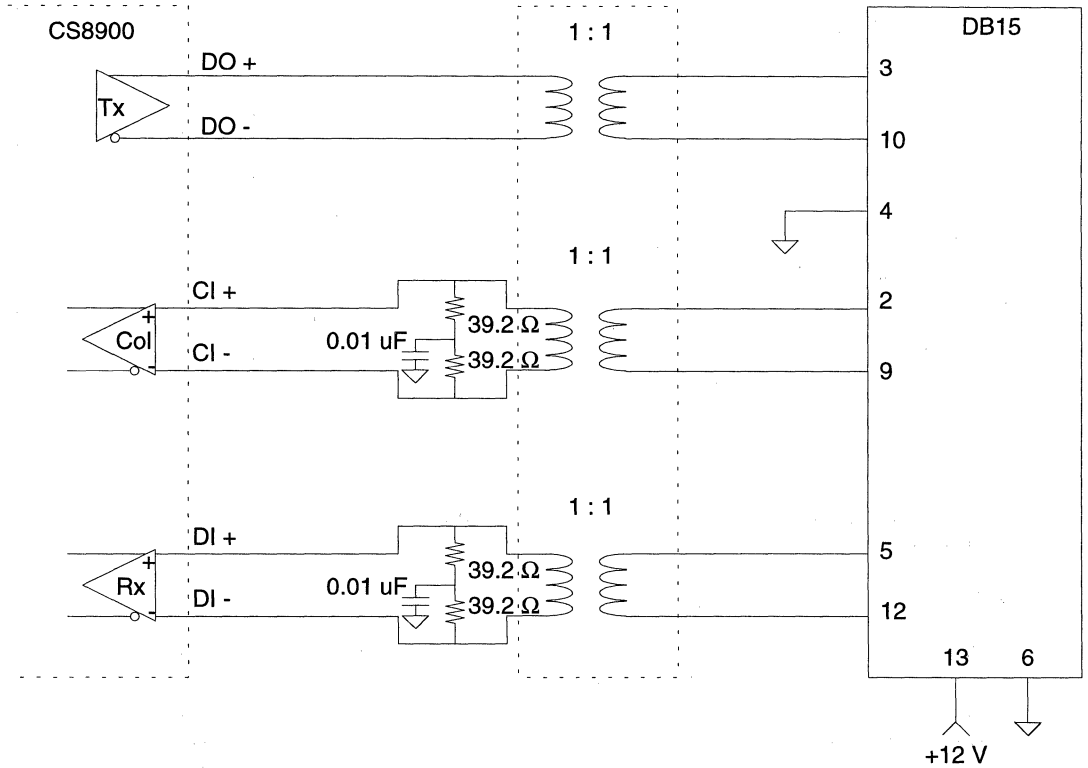 CS8900
1 : 1
DB15
DO +
3
Tx
DO -
10
4
1 : 1
CI +
2
+
39.2 Ω
Col
0.01 uF
CI -
39.2 Ω
-
9
1 : 1
DI +
5
+
39.2 Ω
Rx
0.01 uF
DI -
39.2 Ω
-
12
13
6
+12 V